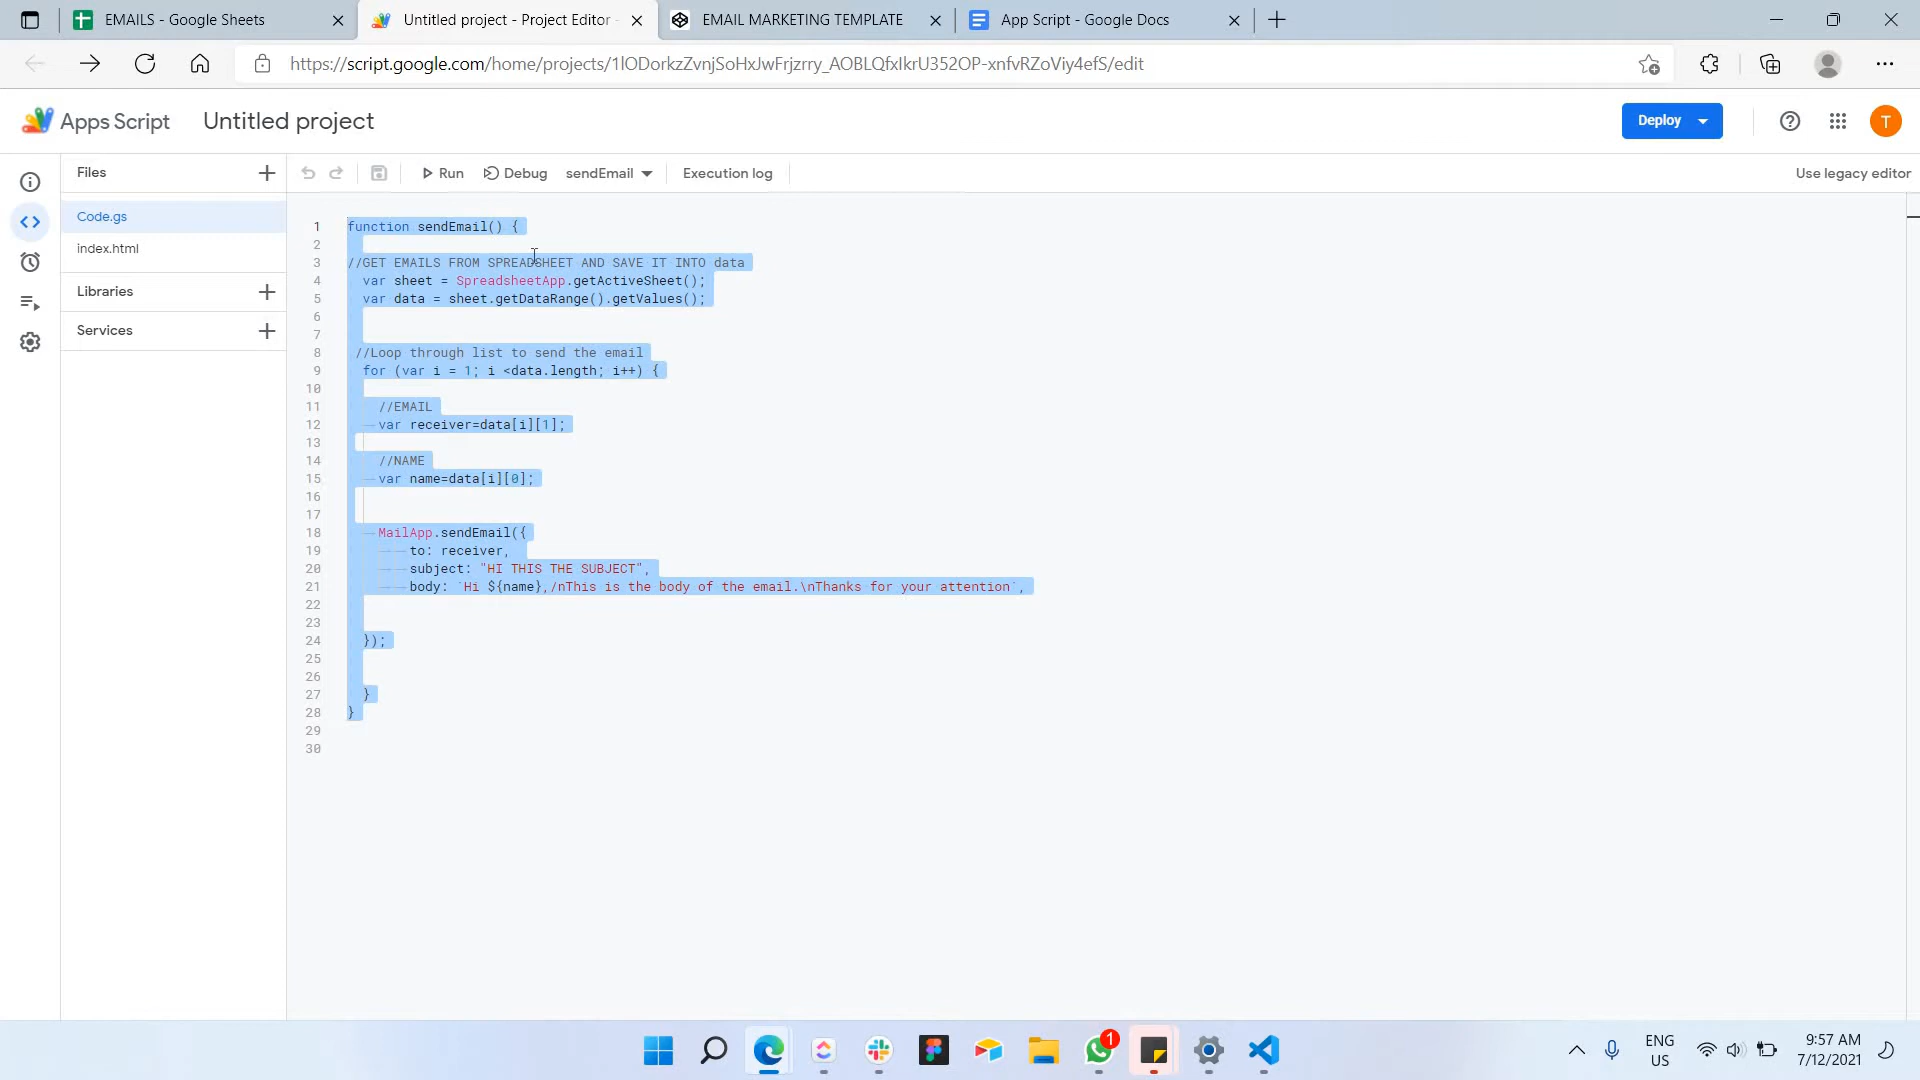 EMAILS - Google Sheets
Untitled project - Project Editor -
EMAIL MARKETING TEMPLATE
App Script - Google Docs
https://script.google.com/home/projects/1lODorkzZvnjSoHxJwFrjzrry_AOBLQfxIkrU352OP-xnfvRZoViy4efS/edit
Apps Script
Untitled project
Deploy
T
Files
Run
Debug
sendEmail
Execution log
Use legacy editor
Code.gs
index.html
Libraries
Services
1 function sendEmail() {
2
3 //GET EMAILS FROM SPREADSHEET AND SAVE IT INTO data
4 var sheet = SpreadsheetApp.getActiveSheet();
5 var data = sheet.getDataRange().getValues();
6
7
8 //Loop through list to send the email
9 for (var i = 1; i <data.length; i++) {
10
11 //EMAIL
12 var receiver=data[i][1];
13
14 //NAME
15 var name=data[i][0];
16
17
18 MailApp.sendEmail({
19 to: receiver,
20 subject: "HI THIS THE SUBJECT",
21 body: `Hi ${name},/nThis is the body of the email.\nThanks for your attention`,
22
23
24 });
25
26
27 }
28 }
29
30
1
ENG
US
9:57 AM
7/12/2021